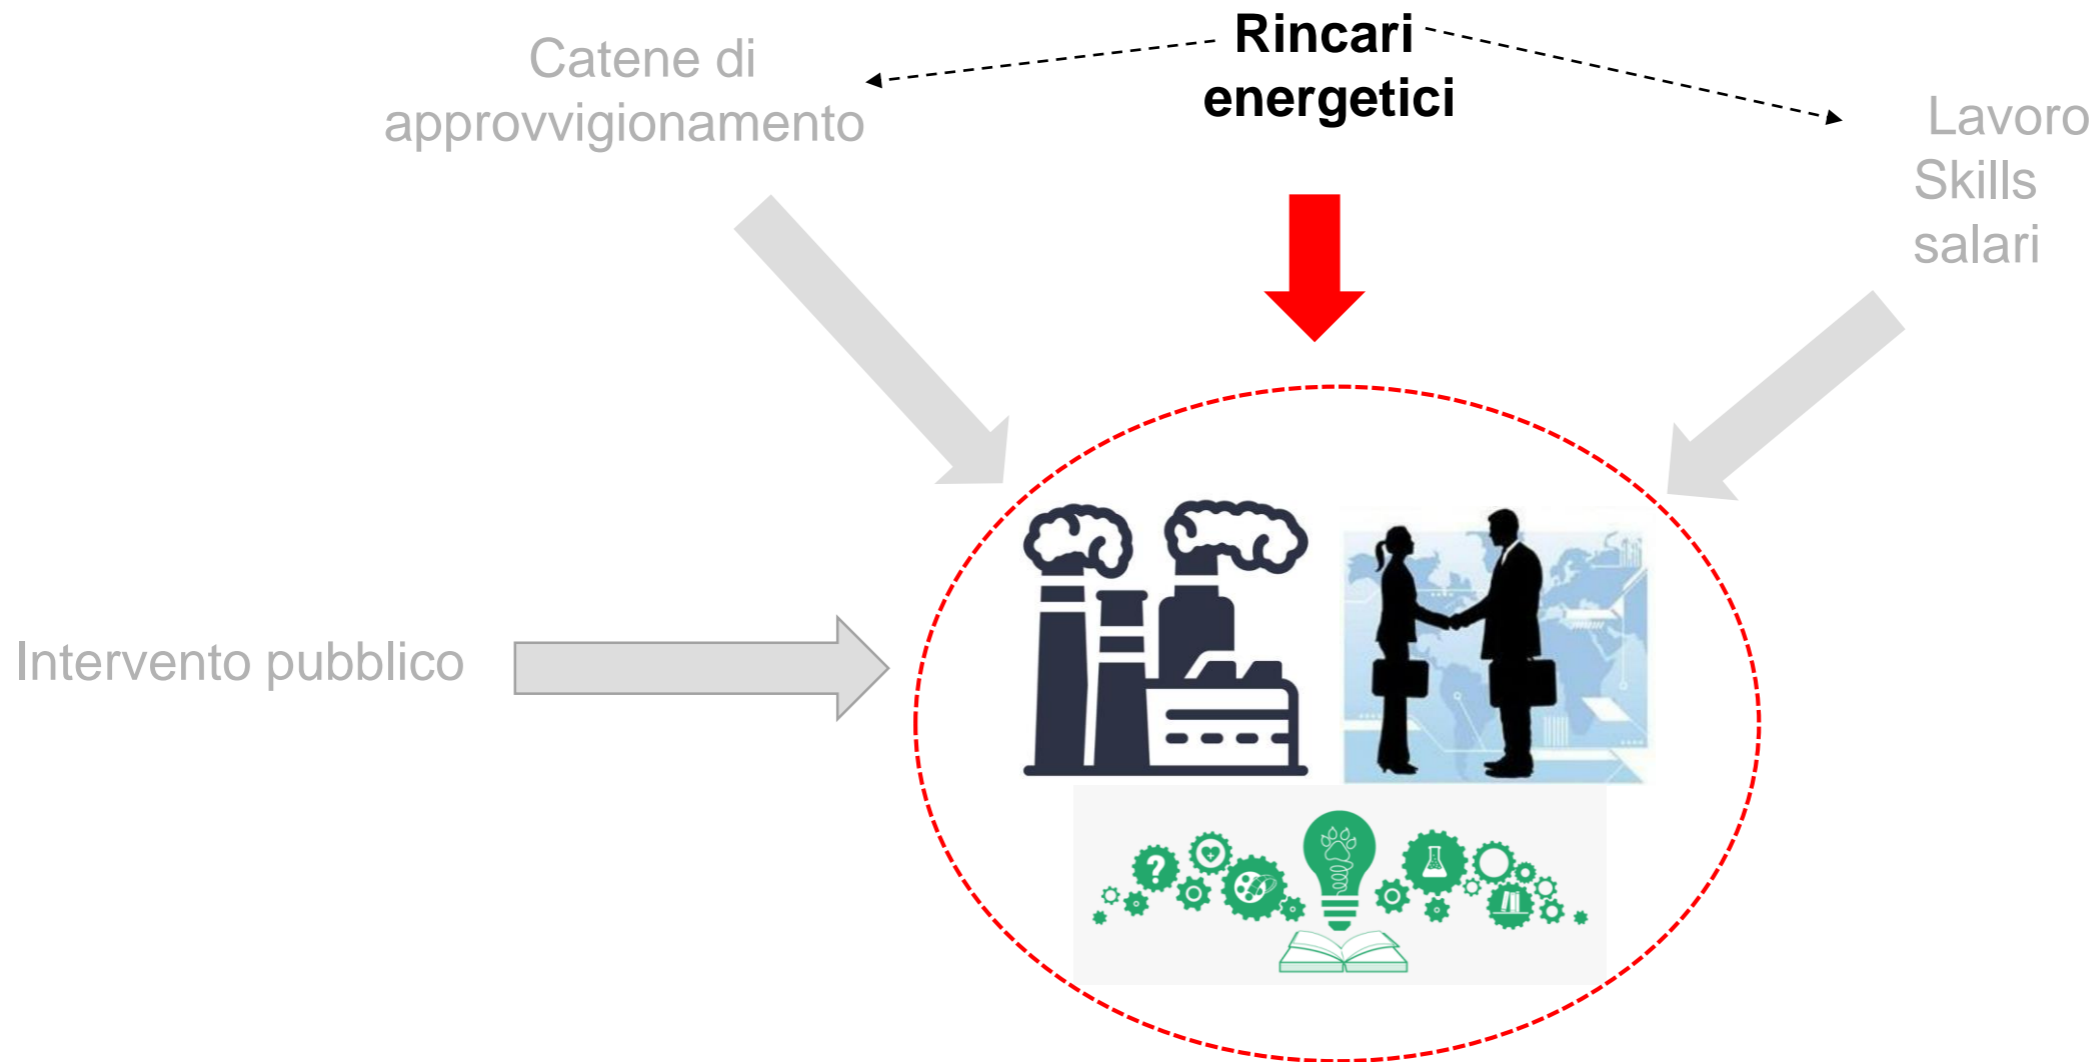 Catene di
approvvigionamento
Rincari
energetici
Lavoro
Skills
salari
Intervento pubblico
?